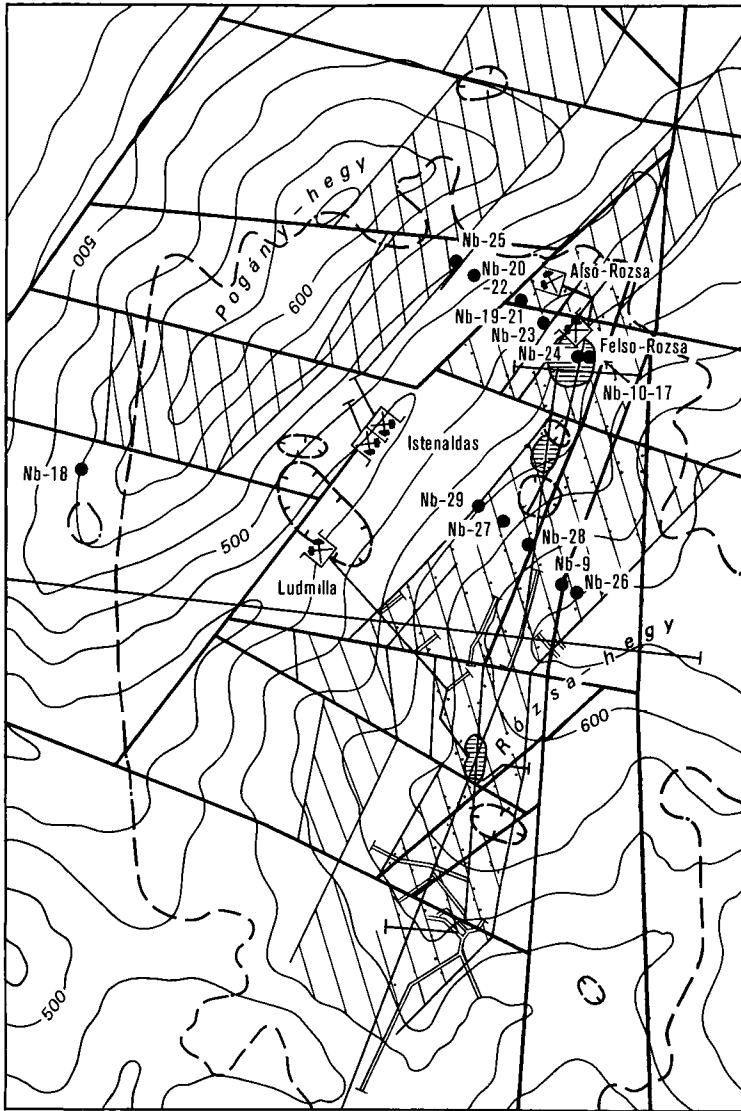 Pogány-hegy
500
600
Nb-25
Nb-20
-22
Alsó-Rozsa
Nb-19-21
Nb-23
Nb-24
Felso-Rozsa
Nb-10-17
Istenaldas
Nb-18
Nb-29
Nb-27
500
Nb-28
Nb-9
Nb-26
Ludmilla
Rózsa-hegy
600
500